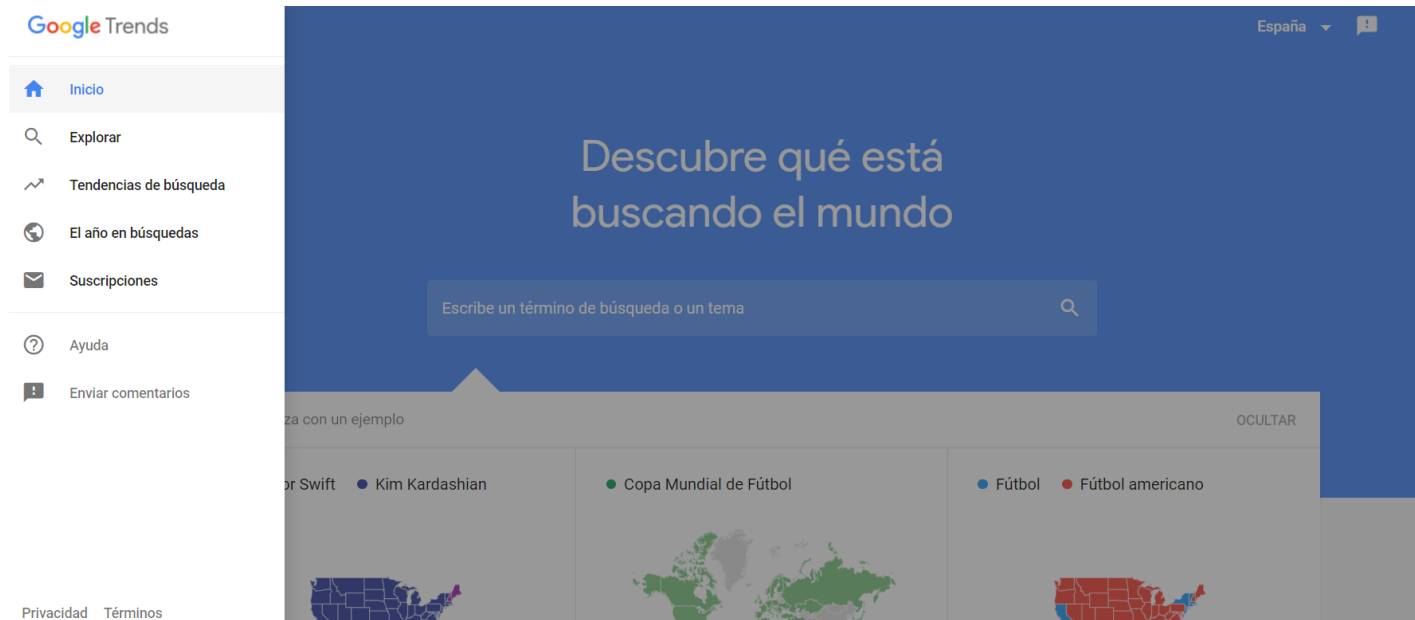 Google Trends
Inicio
Explorar
Tendencias de búsqueda
El año en búsquedas
Suscripciones
Ayuda
Enviar comentarios
Privacidad Términos
España
Descubre qué está
buscando el mundo
Escribe un término de búsqueda o un tema
con un ejemplo
OCULTAR
Swift Kim Kardashian
Copa Mundial de Fútbol
Fútbol Fútbol americano